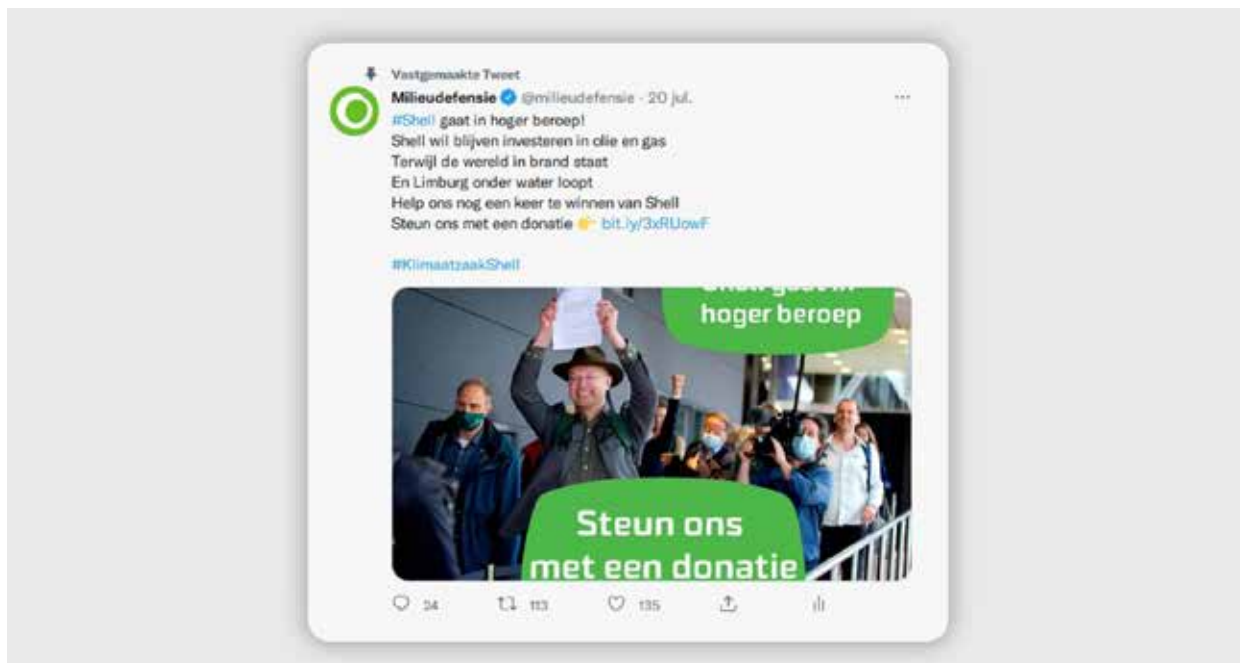 Vastgemaakte Tweet
Milieudefensie @milieudefensie · 20 jul.
#Shell gaat in hoger beroep!
Shell wil blijven investeren in olie en gas
Terwijl de wereld in brand staat
En Limburg onder water loopt
Help ons nog een keer te winnen van Shell
Steun ons met een donatie 👉 bit.ly/3xRUowF
#KlimaatzaakShell
Shell gaat in
hoger beroep
Steun ons
met een donatie
24 113 135